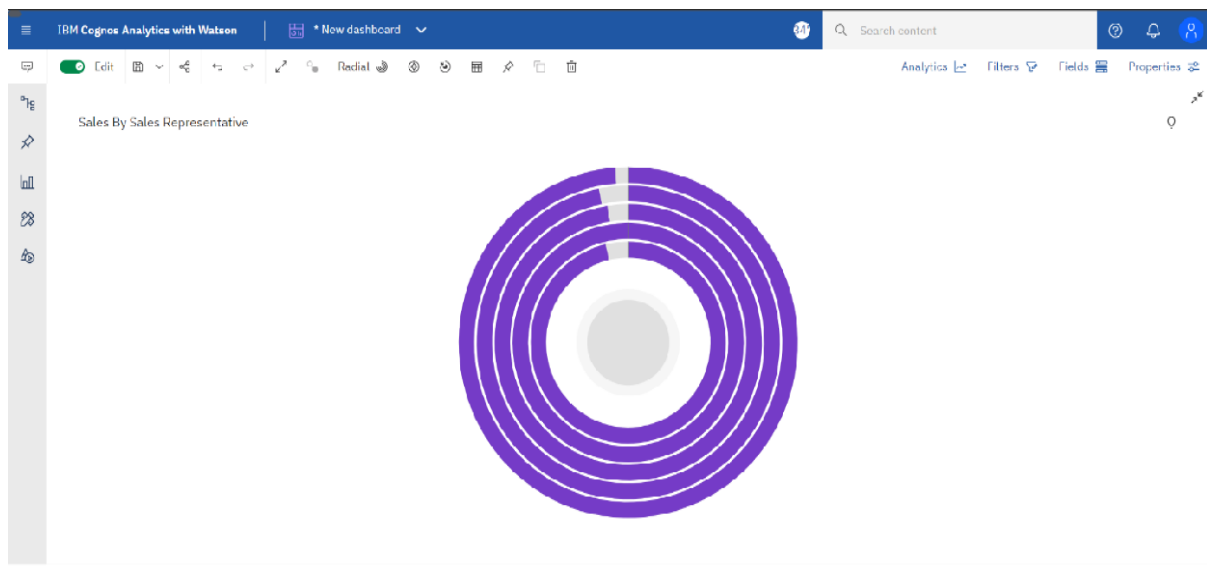 IBM Cognos Analytics with Watson
* New dashboard
Search content
Edit
Radial
Analytics
Filters
Fields
Properties
Sales By Sales Representative